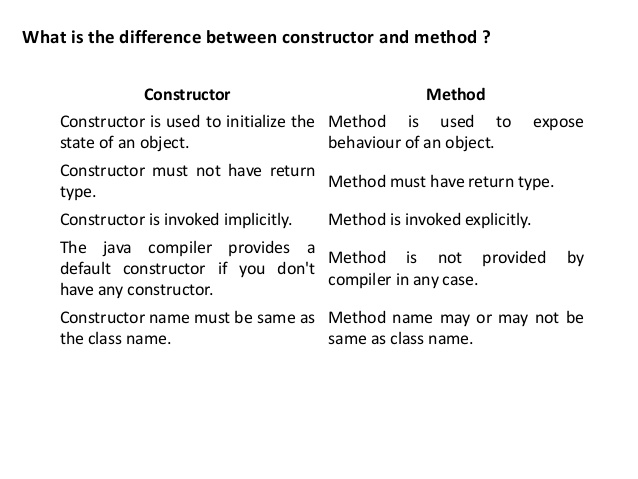 What is the difference between constructor and method ?
Constructor Method
Constructor is used to initialize the
state of an object.
Method is used to expose
behaviour of an object.
Constructor must not have return
type.
Method must have return type.
Constructor is invoked implicitly.
Method is invoked explicitly.
The java compiler provides a
default constructor if you don't
have any constructor.
Method is not provided by
compiler in any case.
Constructor name must be same as
the class name.
Method name may or may not be
same as class name.